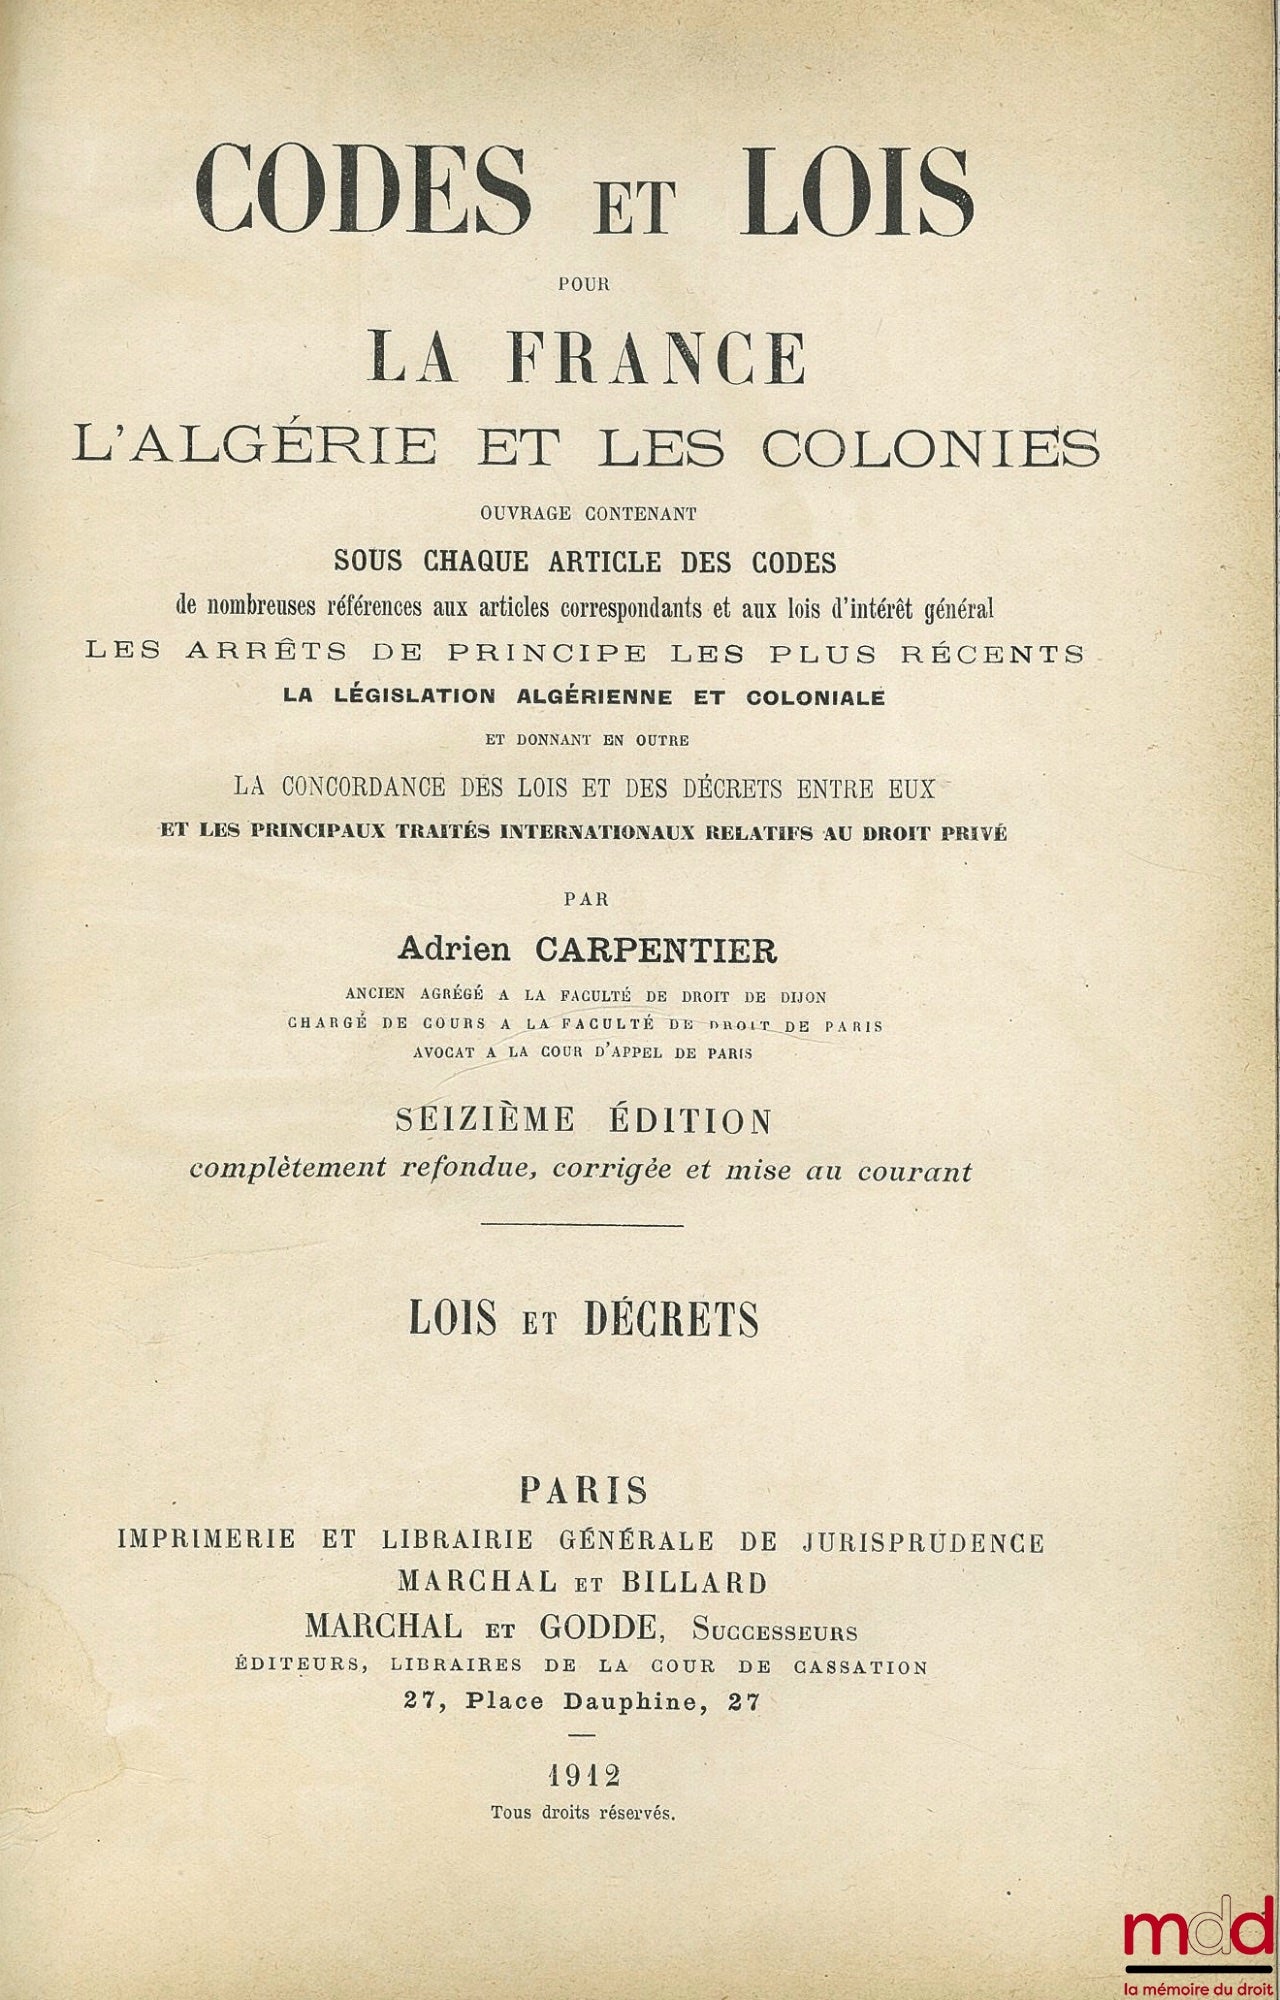 CODES ET LOIS
POUR
LA FRANCE
L'ALGÉRIE ET LES COLONIES
OUVRAGE CONTENANT
SOUS CHAQUE ARTICLE DES CODES
de nombreuses références aux articles correspondants et aux lois d'intérêt général
LES ARRÊTS DE PRINCIPE LES PLUS RÉCENTS
LA LÉGISLATION ALGÉRIENNE ET COLONIALE
ET DONNANT EN OUTRE
LA CONCORDANCE DES LOIS ET DES DÉCRETS ENTRE EUX
ET LES PRINCIPAUX TRAITÉS INTERNATIONAUX RELATIFS AU DROIT PRIVÉ
PAR
Adrien CARPENTIER
ANCIEN AGRÉGÉ A LA FACULTÉ DE DROIT DE DIJON
CHARGÉ DE COURS A LA FACULTÉ DE DROIT DE PARIS
AVOCAT A LA COUR D'APPEL DE PARIS
SEIZIÈME ÉDITION
complètement refondue, corrigée et mise au courant
LOIS ET DÉCRETS
PARIS
IMPRIMERIE ET LIBRAIRIE GÉNÉRALE DE JURISPRUDENCE
MARCHAL ET BILLARD
MARCHAL ET GODDE, SUCCESSEURS
ÉDITEURS, LIBRAIRES DE LA COUR DE CASSATION
27, Place Dauphine, 27
1912
Tous droits réservés.
mdd
la mémoire du droit